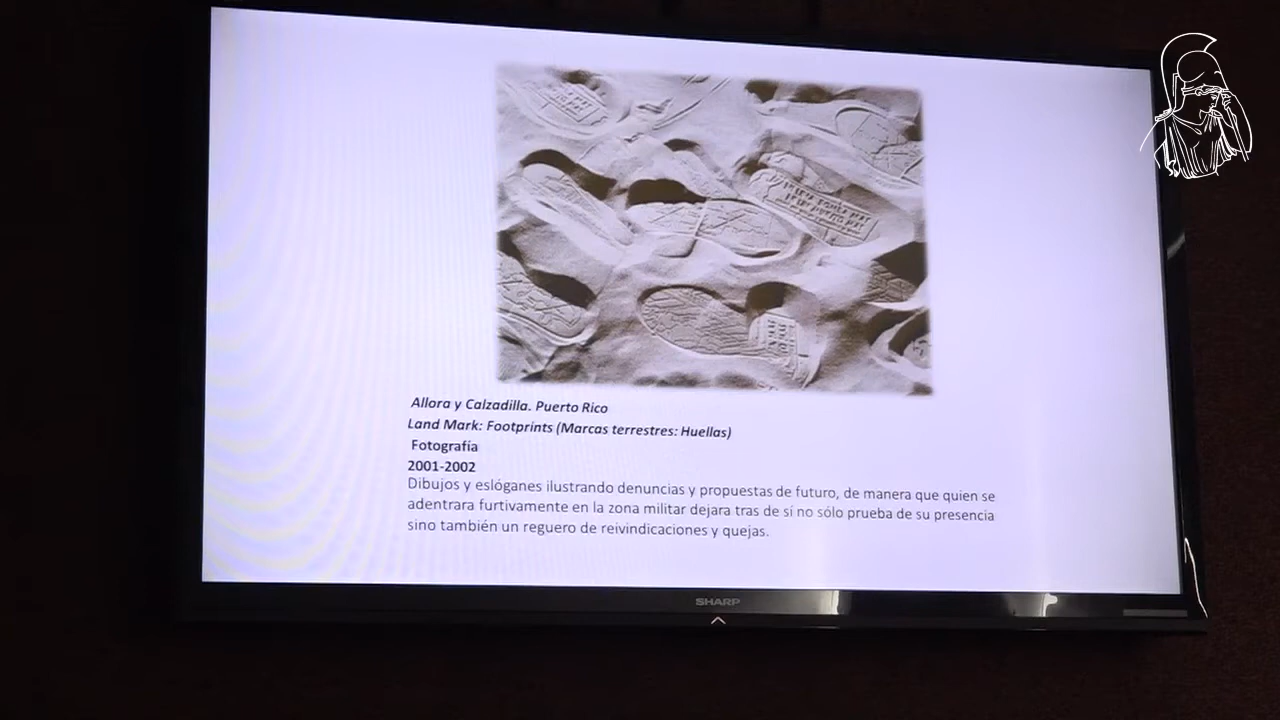 Allora y Calzadilla. Puerto Rico
Land Mark: Footprints (Marcas terrestres: Huellas)
Fotografía
2001-2002
Dibujos y eslóganes ilustrando denuncias y propuestas de futuro, de manera que quien se
adentrara furtivamente en la zona militar dejara tras de sí no sólo prueba de su presencia
sino también un reguero de reivindicaciones y quejas.
SHARP